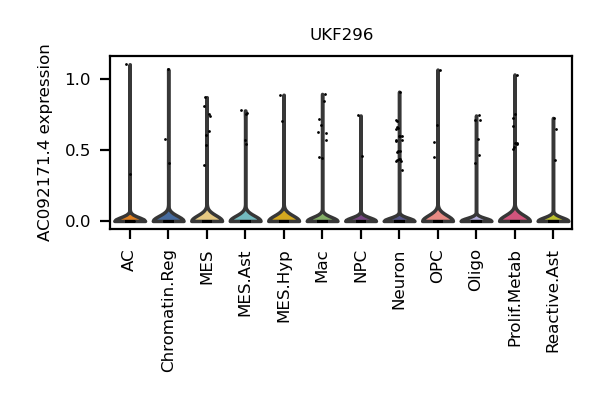 UKF296
AC092171.4 expression
1.0
0.5
0.0
AC
Chromatin.Reg
MES
MES.Ast
MES.Hyp
Mac
NPC
Neuron
OPC
Oligo
Prolif.Metab
Reactive.Ast